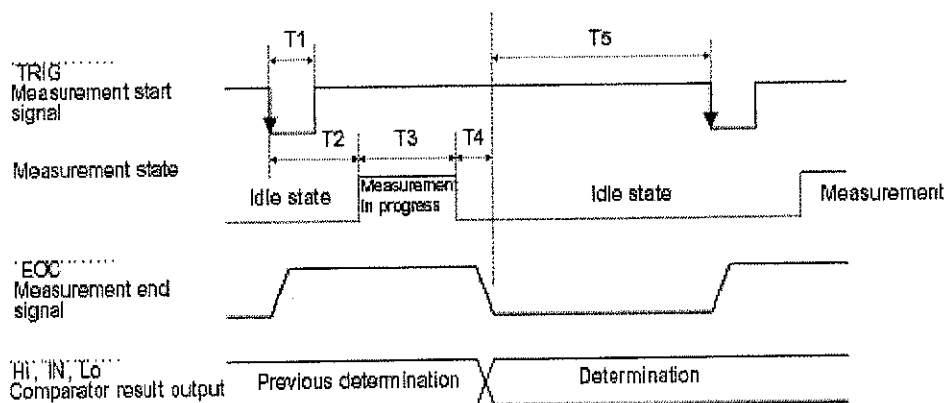 T1
T5
TRIG
Measurement start
signal
T2 T3 T4
Measurement state
Idle state
Measurement
In progress
Idle state
Measurement
EOC
Measurement end
signal
Hi, IN, Lo
Comparator result output
Previous determination
Determination